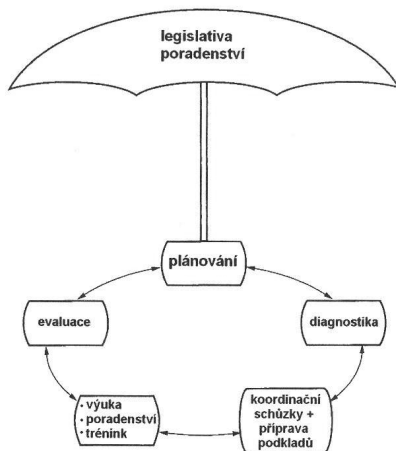 legislativa
poradenství
plánování
evaluace
diagnostika
• výuka
• poradenství
• trénink
koordinační
schůzky +
příprava
podkladů